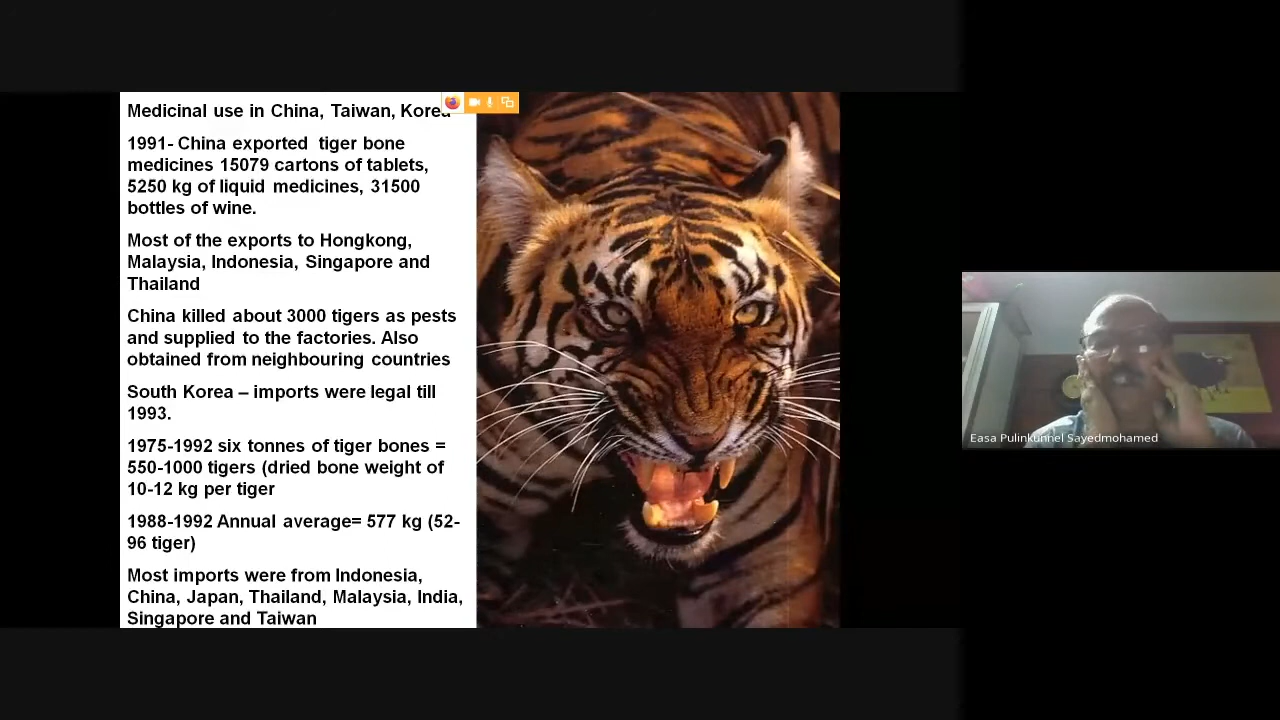 Medicinal use in China, Taiwan, Korea
1991- China exported tiger bone
medicines 15079 cartons of tablets,
5250 kg of liquid medicines, 31500
bottles of wine.
Most of the exports to Hongkong,
Malaysia, Indonesia, Singapore and
Thailand
China killed about 3000 tigers as pests
and supplied to the factories. Also
obtained from neighbouring countries
South Korea – imports were legal till
1993.
1975-1992 six tonnes of tiger bones =
550-1000 tigers (dried bone weight of
10-12 kg per tiger
1988-1992 Annual average= 577 kg (52-
96 tiger)
Most imports were from Indonesia,
China, Japan, Thailand, Malaysia, India,
Singapore and Taiwan
Easa Pulinkunnel Sayedmohamed